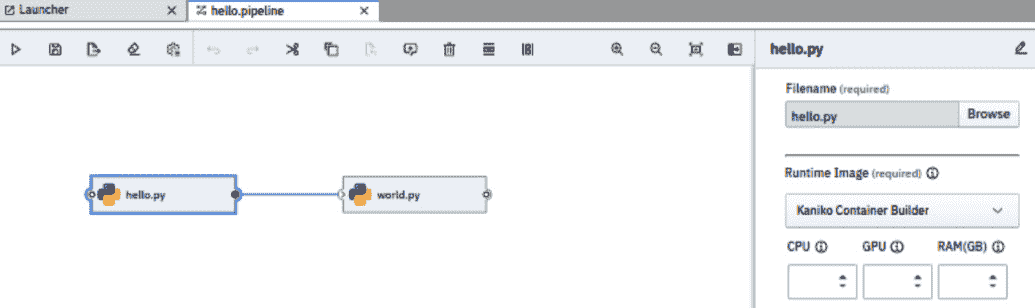 Launcher
hello.pipeline
hello.py
Filename (required)
hello.py Browse
hello.py world.py
Runtime Image (required)
Kaniko Container Builder
CPU GPU RAM(GB)